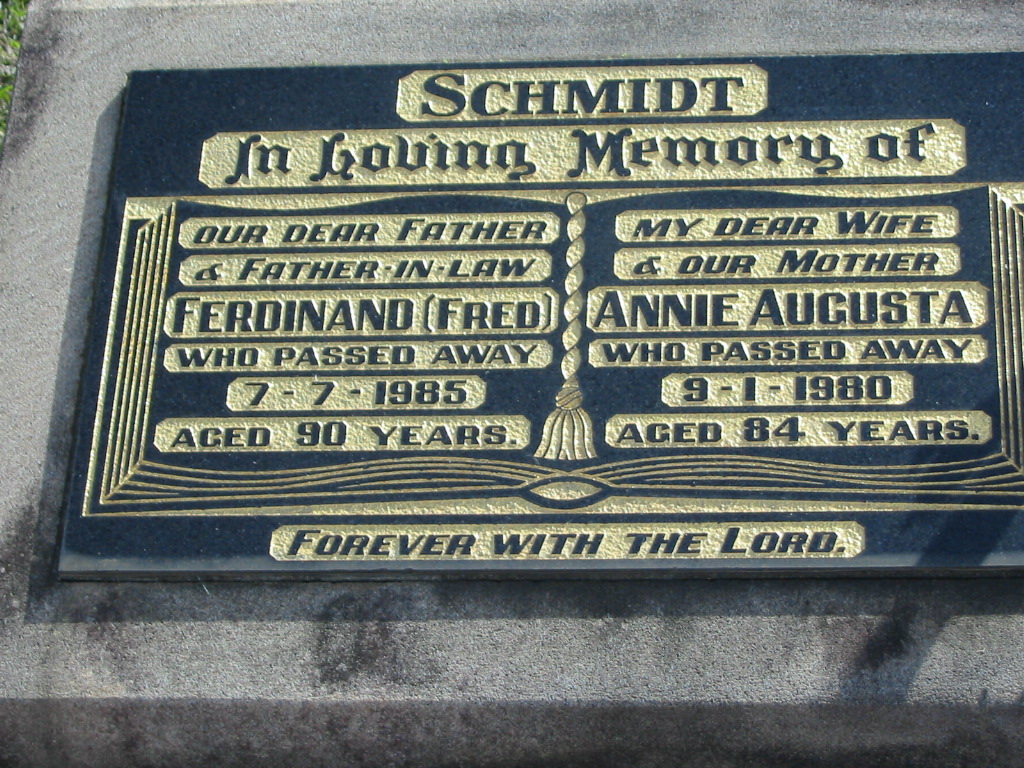 SCHMIDT
In Loving Memory of
OUR DEAR FATHER
& FATHER-IN-LAW
FERDINAND (FRED)
WHO PASSED AWAY
7-7-1985
AGED 90 YEARS.
MY DEAR WIFE
& OUR MOTHER
ANNIE AUGUSTA
WHO PASSED AWAY
9-1-1980
AGED 84 YEARS.
FOREVER WITH THE LORD.